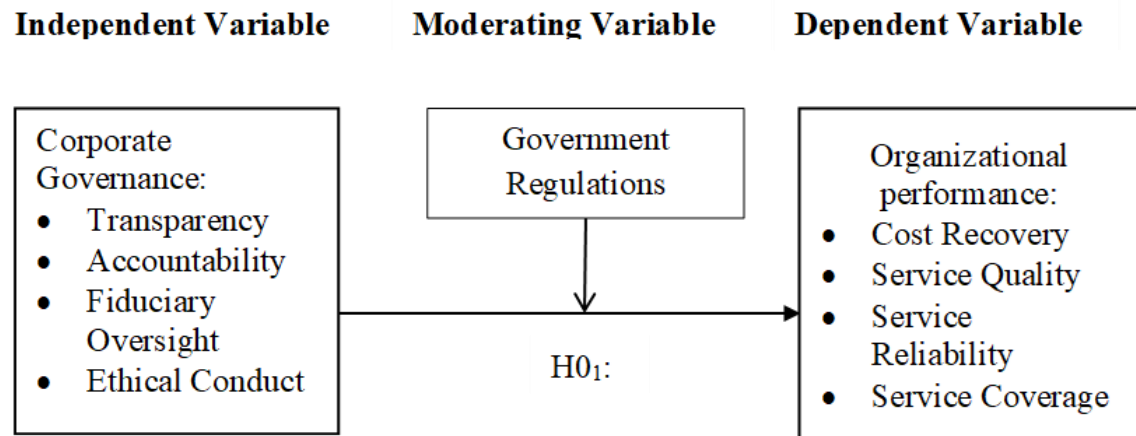 Independent Variable
Moderating Variable
Dependent Variable
Corporate
Governance:
• Transparency
• Accountability
• Fiduciary
Oversight
• Ethical Conduct
Government
Regulations
H0₁:
Organizational
performance:
• Cost Recovery
• Service Quality
• Service
Reliability
• Service Coverage